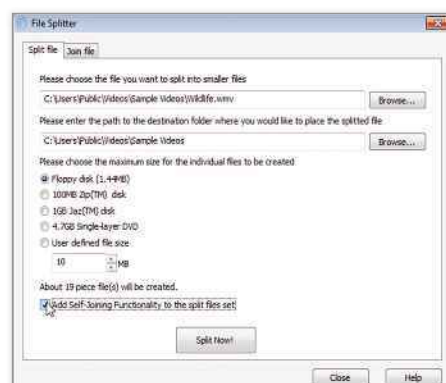 File Splitter
Split file Join file
Please choose the file you want to split into smaller files
C:\Users\Public\Videos\Sample Videos\Wildlife.wmv Browse...
Please enter the path to the destination folder where you would like to place the splitted file
C:\Users\Public\Videos\Sample Videos Browse...
Please choose the maximum size for the individual files to be created
Floppy disk (1.44MB)
100MB Zip(TM) disk
1GB Jaz(TM) disk
4.7GB Single-layer DVD
User defined file size
10 MB
About 19 piece file(s) will be created.
Add Self-Joining Functionality to the split files set
Split Now!
Close Help